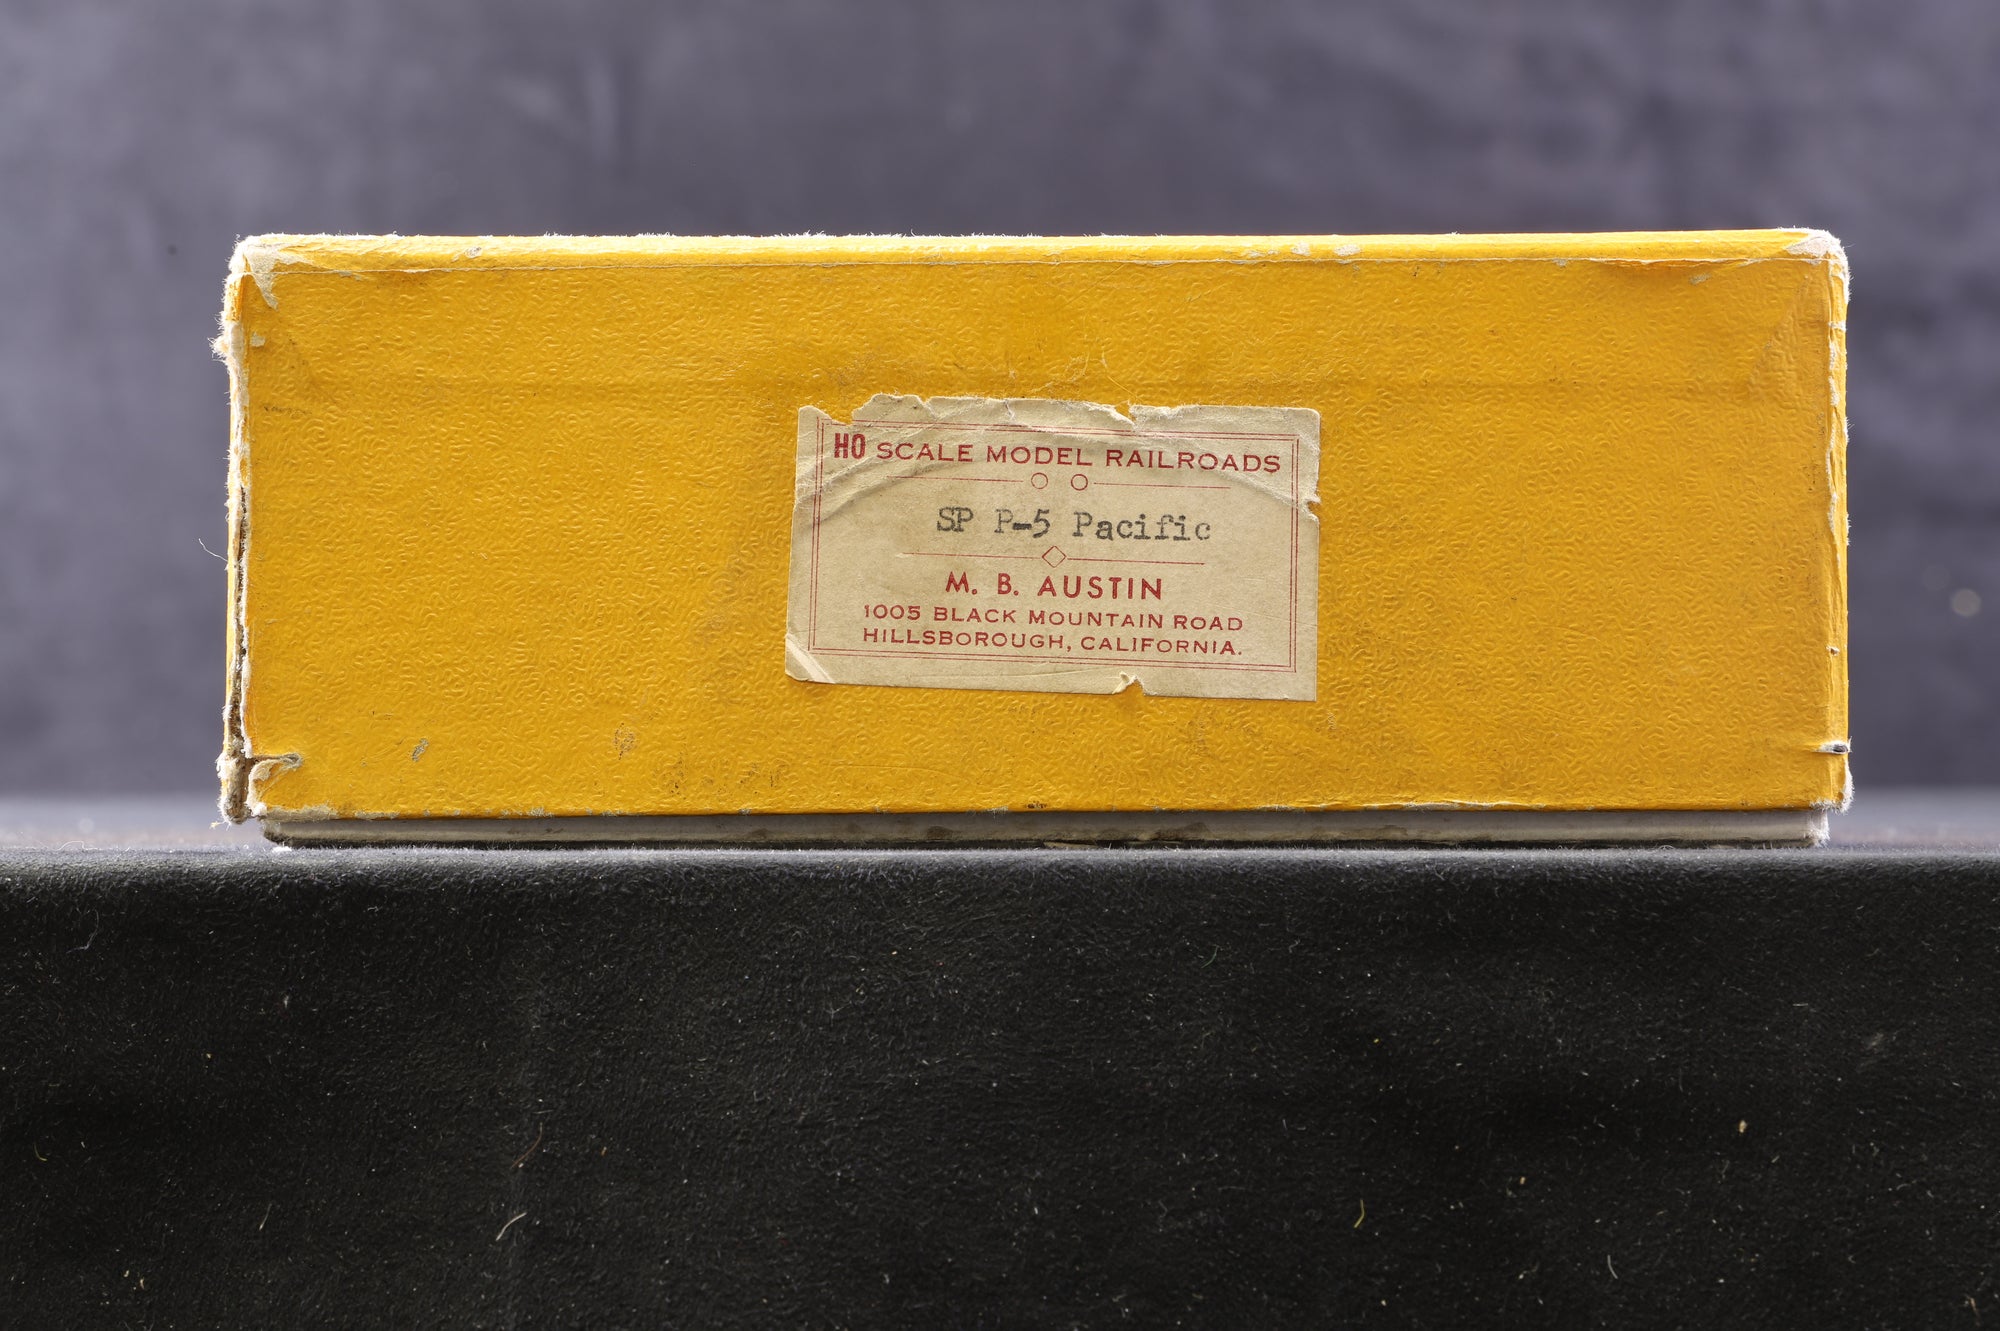 HO SCALE MODEL RAILROADS
SP P-5 Pacific
M. B. AUSTIN
1005 BLACK MOUNTAIN ROAD
HILLSBOROUGH, CALIFORNIA.